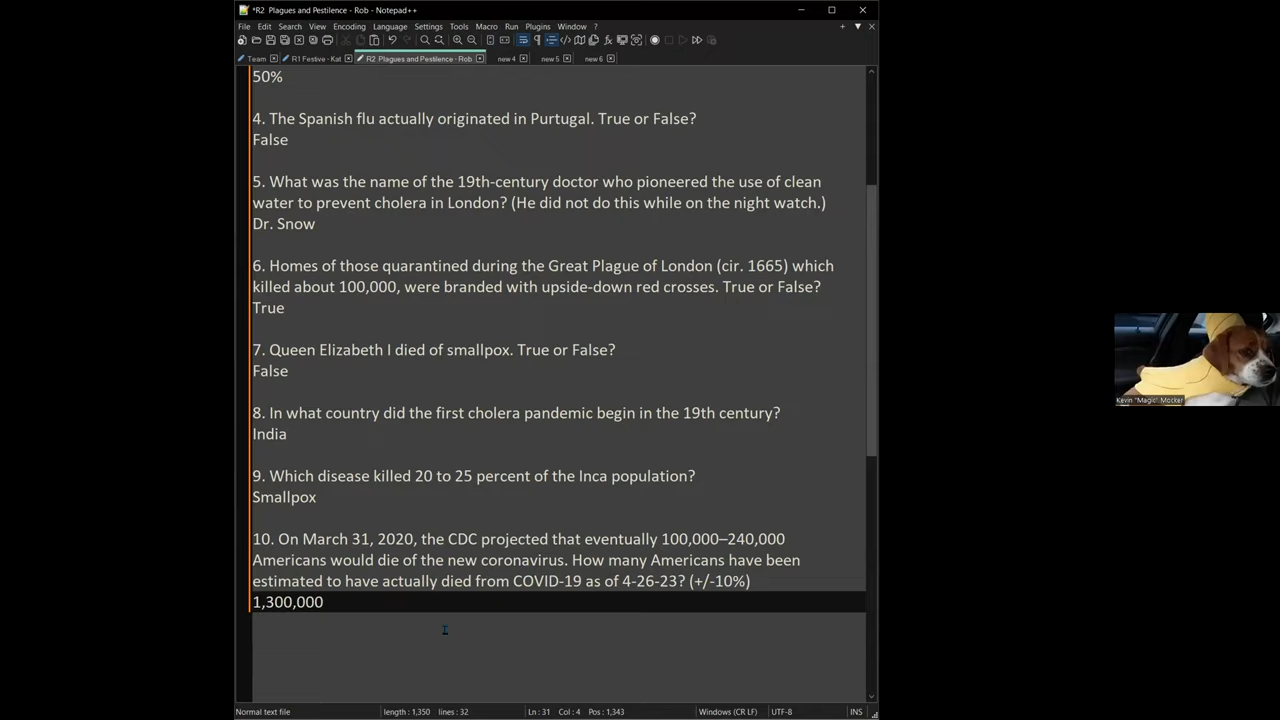 *R2  Plagues and Pestilence - Rob - Notepad++
File Edit Search View Encoding Language Settings Tools Macro Run Plugins Window ?
Team R1 Festive - Kat R2 Plagues and Pestilence - Rob new 4 new 5 new 6
50%
4. The Spanish flu actually originated in Purtugal. True or False?
False
5. What was the name of the 19th-century doctor who pioneered the use of clean
water to prevent cholera in London? (He did not do this while on the night watch.)
Dr. Snow
6. Homes of those quarantined during the Great Plague of London (cir. 1665) which
killed about 100,000, were branded with upside-down red crosses. True or False?
True
7. Queen Elizabeth I died of smallpox. True or False?
False
8. In what country did the first cholera pandemic begin in the 19th century?
India
9. Which disease killed 20 to 25 percent of the Inca population?
Smallpox
10. On March 31, 2020, the CDC projected that eventually 100,000–240,000
Americans would die of the new coronavirus. How many Americans have been
estimated to have actually died from COVID-19 as of 4-26-23? (+/-10%)
1,300,000
Kevin "Magic" Mocker
Normal text file length : 1,350 lines : 32 Ln : 31 Col : 4 Pos : 1,343 Windows (CR LF) UTF-8 INS